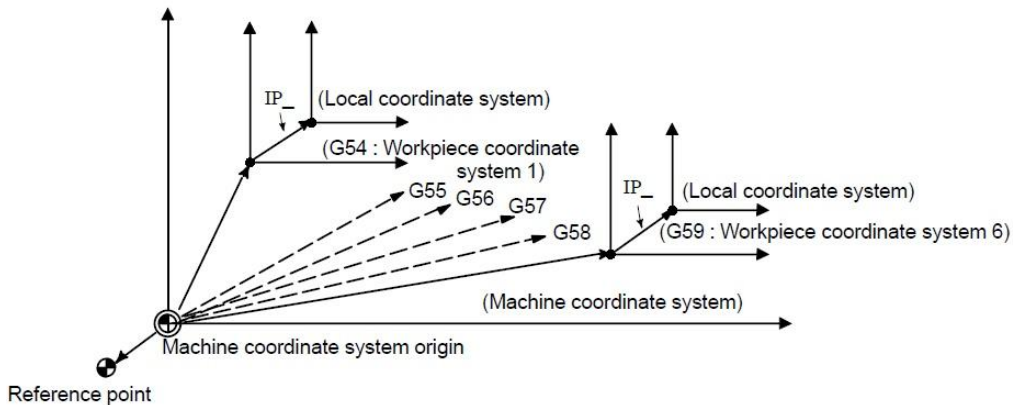 IP_
(Local coordinate system)
(G54 : Workpiece coordinate
system 1)
G55
G56
G57
G58
IP_
(Local coordinate system)
(G59 : Workpiece coordinate system 6)
(Machine coordinate system)
Machine coordinate system origin
Reference point